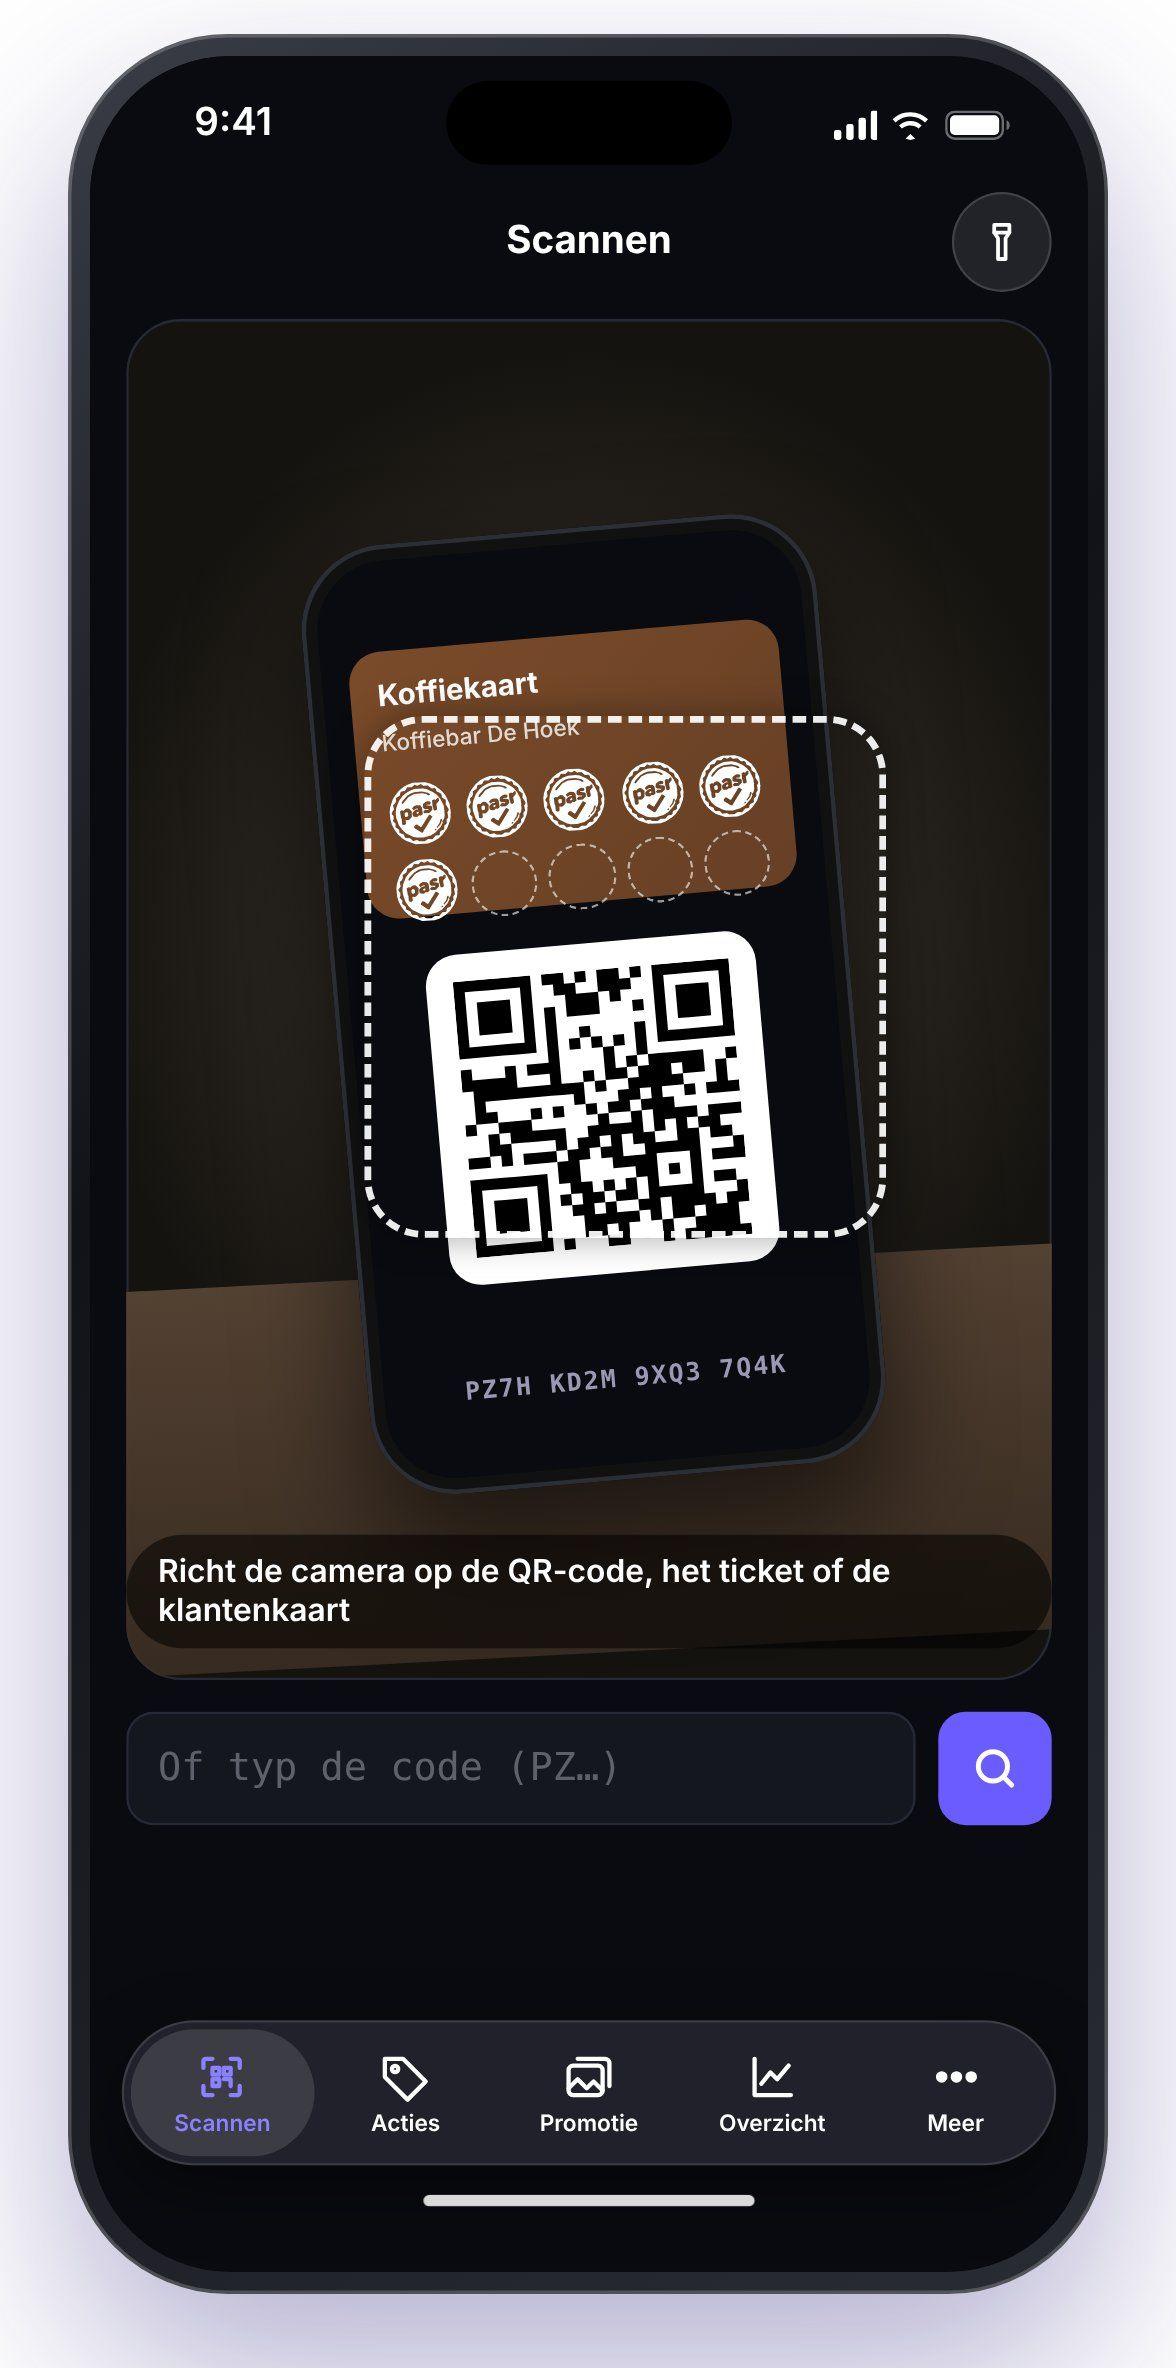 9:41
Scannen
Koffiekaart
Koffiebar De Hoek
pasr pasr pasr pasr pasr
pasr
PZ7H KD2M 9XQ3 7Q4K
Richt de camera op de QR-code, het ticket of de
klantenkaart
Of typ de code (PZ…)
Scannen Acties Promotie Overzicht Meer